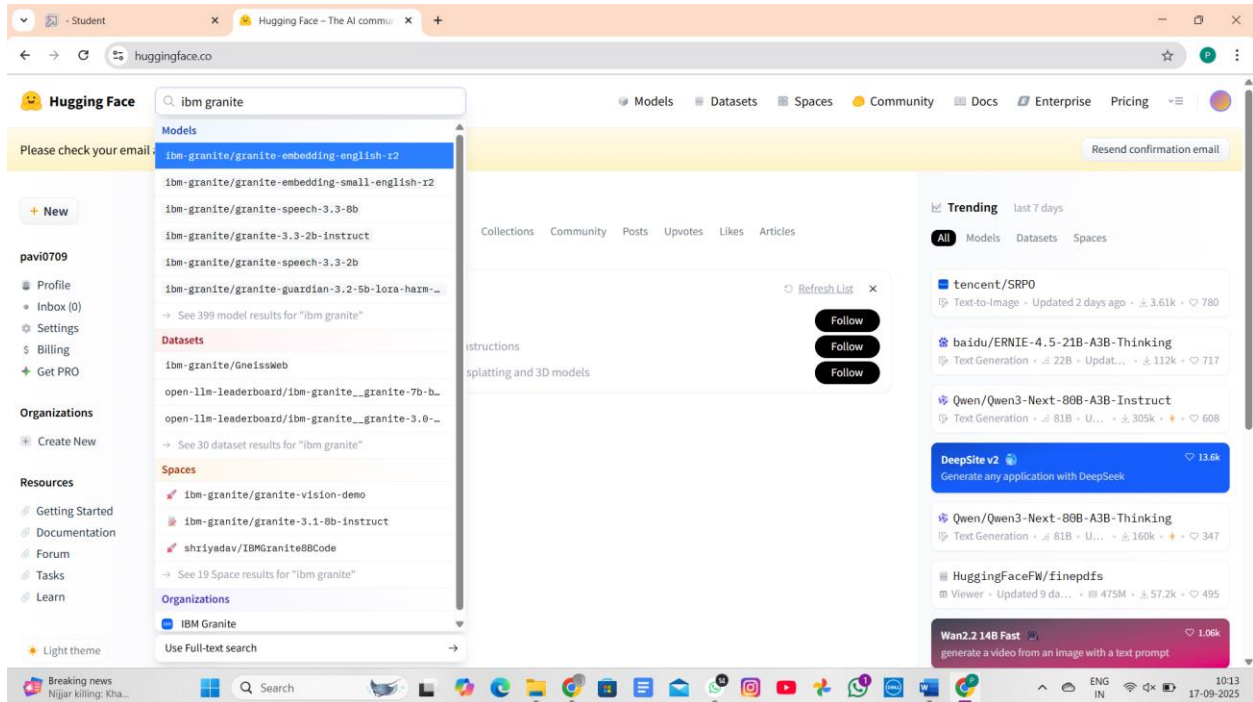 - Student
Hugging Face – The AI commun
huggingface.co
P
Hugging Face
ibm granite
Models
Datasets
Spaces
Community
Docs
Enterprise
Pricing
Please check your email
Resend confirmation email
Models
ibm-granite/granite-embedding-english-r2
ibm-granite/granite-embedding-small-english-r2
ibm-granite/granite-speech-3.3-8b
ibm-granite/granite-3.3-2b-instruct
ibm-granite/granite-speech-3.3-2b
ibm-granite/granite-guardian-3.2-5b-lora-harm-…
→ See 399 model results for "ibm granite"
Datasets
ibm-granite/GneissWeb
open-llm-leaderboard/ibm-granite__granite-7b-b…
open-llm-leaderboard/ibm-granite__granite-3.0-…
→ See 30 dataset results for "ibm granite"
Spaces
ibm-granite/granite-vision-demo
ibm-granite/granite-3.1-8b-instruct
shriyadav/IBMGranite8BCode
→ See 19 Space results for "ibm granite"
Organizations
IBM Granite
Use Full-text search →
+ New
pavi0709
Profile
Inbox (0)
Settings
$ Billing
Get PRO
Organizations
Create New
Resources
Getting Started
Documentation
Forum
Tasks
Learn
Light theme
Collections Community Posts Upvotes Likes Articles
Refresh List ×
Follow
structions Follow
splatting and 3D models Follow
Trending last 7 days
All Models Datasets Spaces
tencent/SRPO
Text-to-Image • Updated 2 days ago • 3.61k • 780
baidu/ERNIE-4.5-21B-A3B-Thinking
Text Generation • 22B • Updat… • 112k • 717
Qwen/Qwen3-Next-80B-A3B-Instruct
Text Generation • 81B • U… • 305k • 608
DeepSite v2 13.6k
Generate any application with DeepSeek
Qwen/Qwen3-Next-80B-A3B-Thinking
Text Generation • 81B • U… • 160k • 347
HuggingFaceFW/finepdfs
Viewer • Updated 9 da… • 475M • 57.2k • 495
Wan2.2 14B Fast 1.06k
generate a video from an image with a text prompt
Breaking news
Nijjar killing: Kha...
Search
ENG
IN
10:13
17-09-2025